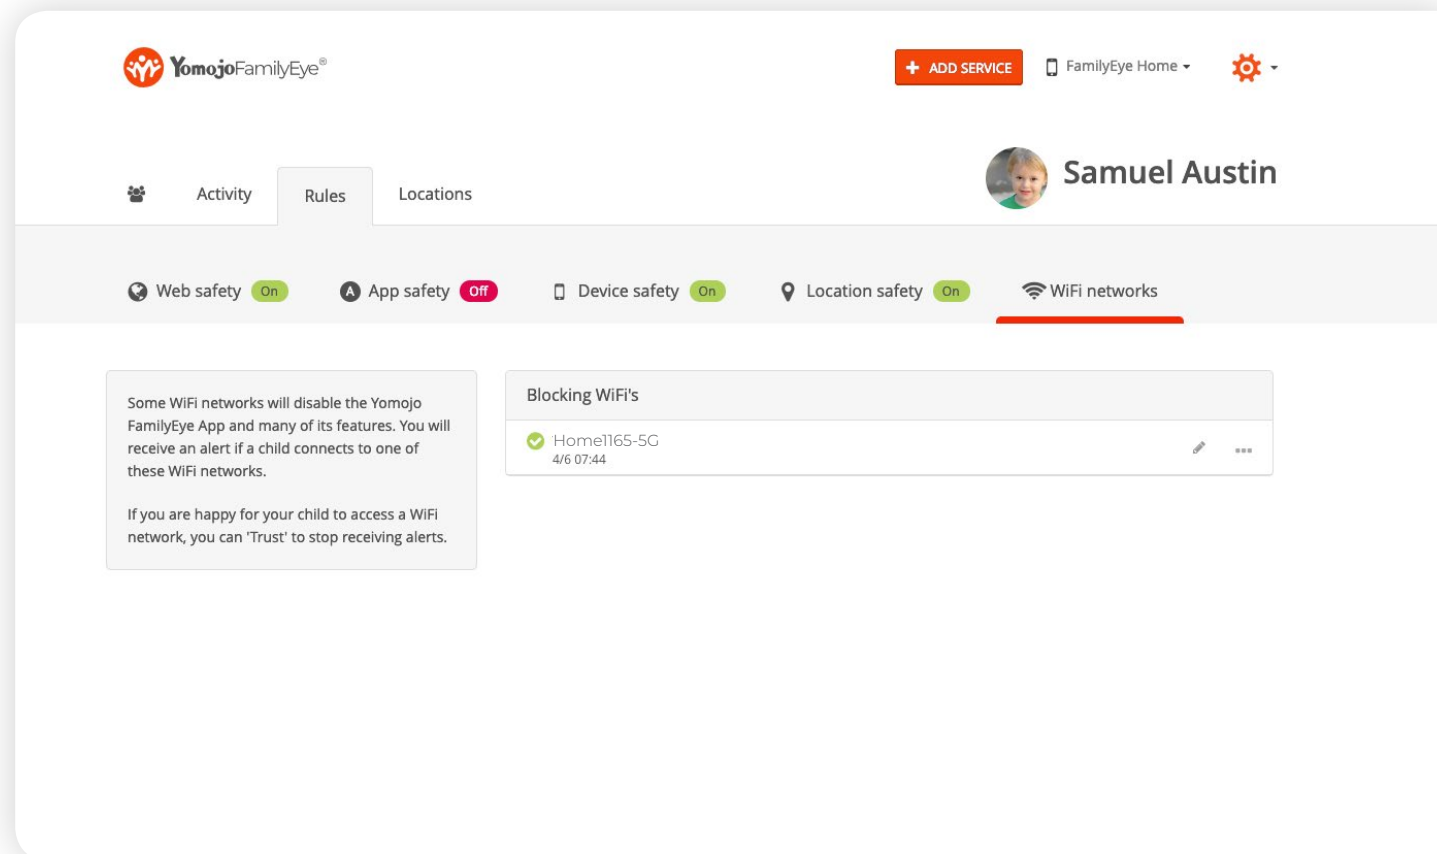 YomojoFamilyEye®
ADD SERVICE
FamilyEye Home
Samuel Austin
Activity
Rules
Locations
Web safety On
A App safety Off
Device safety On
Location safety On
WiFi networks
Some WiFi networks will disable the Yomojo
FamilyEye App and many of its features. You will
receive an alert if a child connects to one of
these WiFi networks.
If you are happy for your child to access a WiFi
network, you can 'Trust' to stop receiving alerts.
Blocking WiFi's
Home1165-5G
4/6 07:44